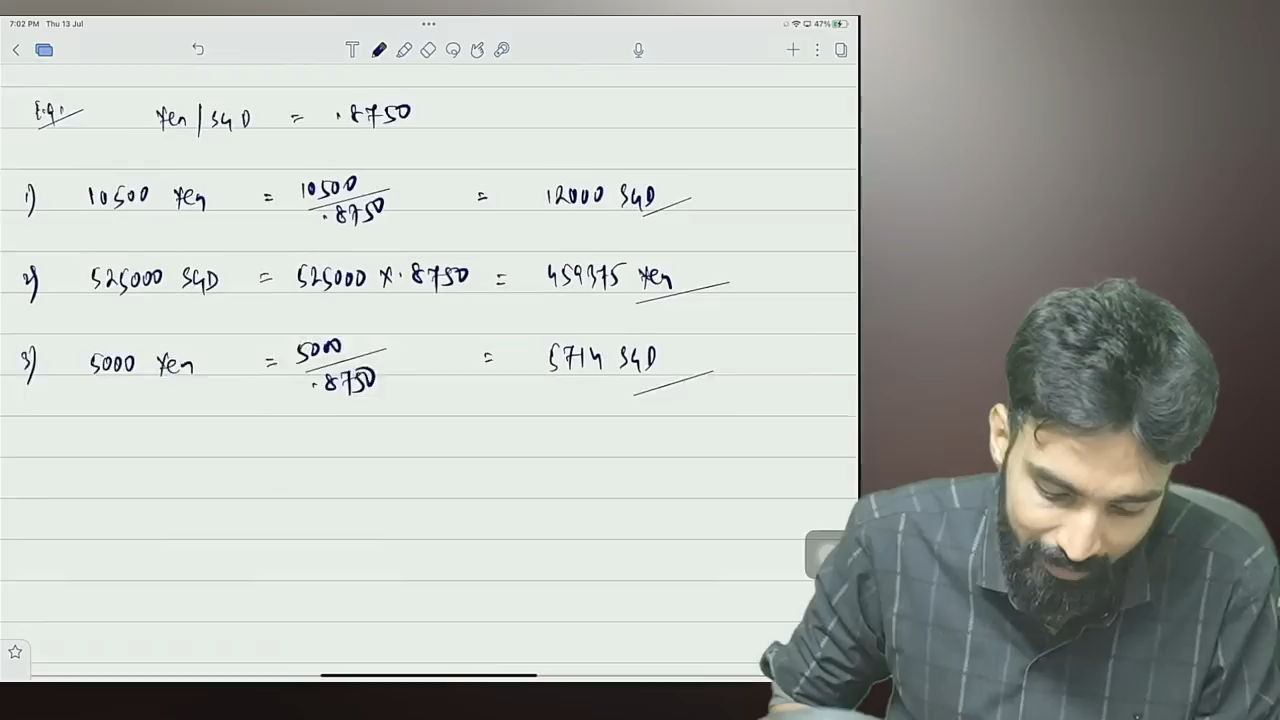 7:02 PM Thu 13 Jul
47%
E.g. Yen | SGD = .8750
1) 10500 Yen = 10500 / .8750 = 12000 SGD
2) 525000 SGD = 525000 x .8750 = 459375 Yen
3) 5000 Yen = 5000 / .8750 = 5714 SGD